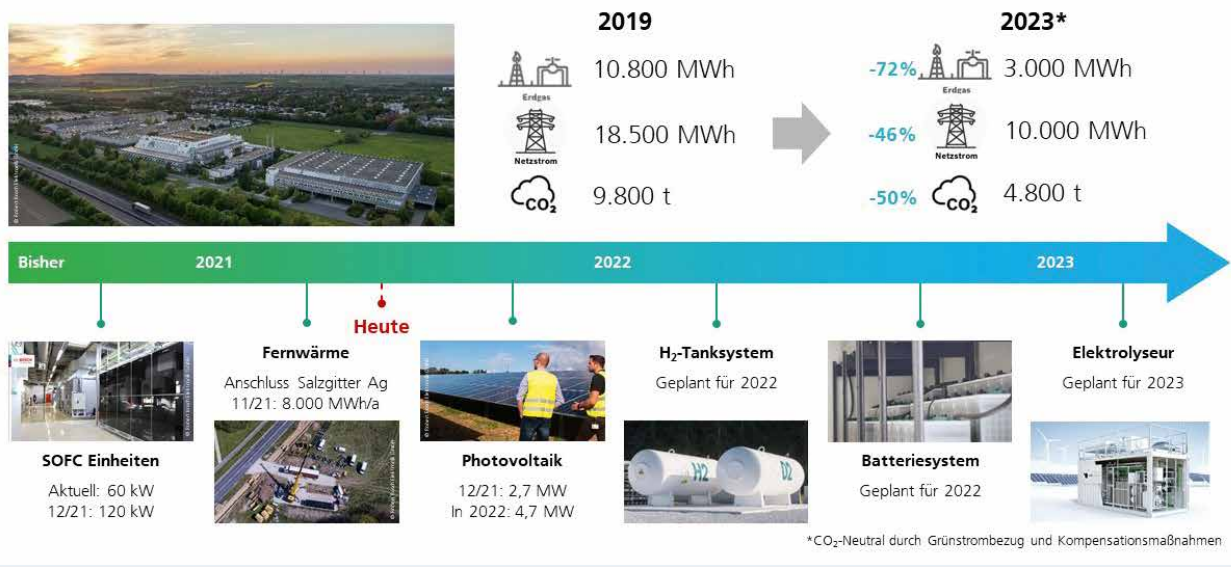 2019
2023*
10.800 MWh
-72%
3.000 MWh
Erdgas
Erdgas
18.500 MWh
-46%
10.000 MWh
Netzstrom
Netzstrom
CO₂
9.800 t
-50%
CO₂
4.800 t
Bisher
2021
2022
2023
Heute
Fernwärme
Anschluss Salzgitter Ag
11/21: 8.000 MWh/a
H₂-Tanksystem
Geplant für 2022
Elektrolyseur
Geplant für 2023
BOSCH
H2
SOFC Einheiten
Aktuell: 60 kW
12/21: 120 kW
Photovoltaik
12/21: 2,7 MW
In 2022: 4,7 MW
Batteriesystem
Geplant für 2022
*CO₂-Neutral durch Grünstrombezug und Kompensationsmaßnahmen